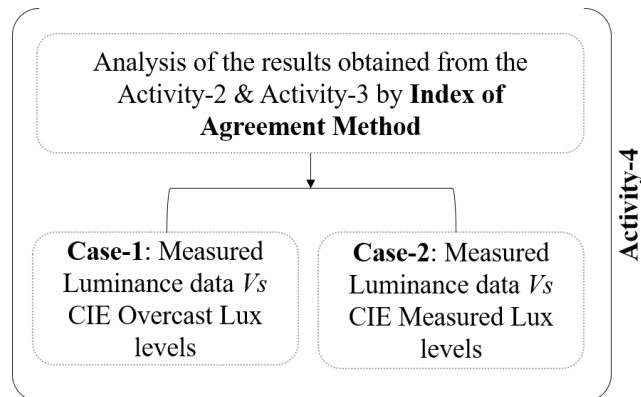 Analysis of the results obtained from the
Activity-2 & Activity-3 by Index of
Agreement Method
Case-1: Measured
Luminance data Vs
CIE Overcast Lux
levels
Case-2: Measured
Luminance data Vs
CIE Measured Lux
levels
Activity-4